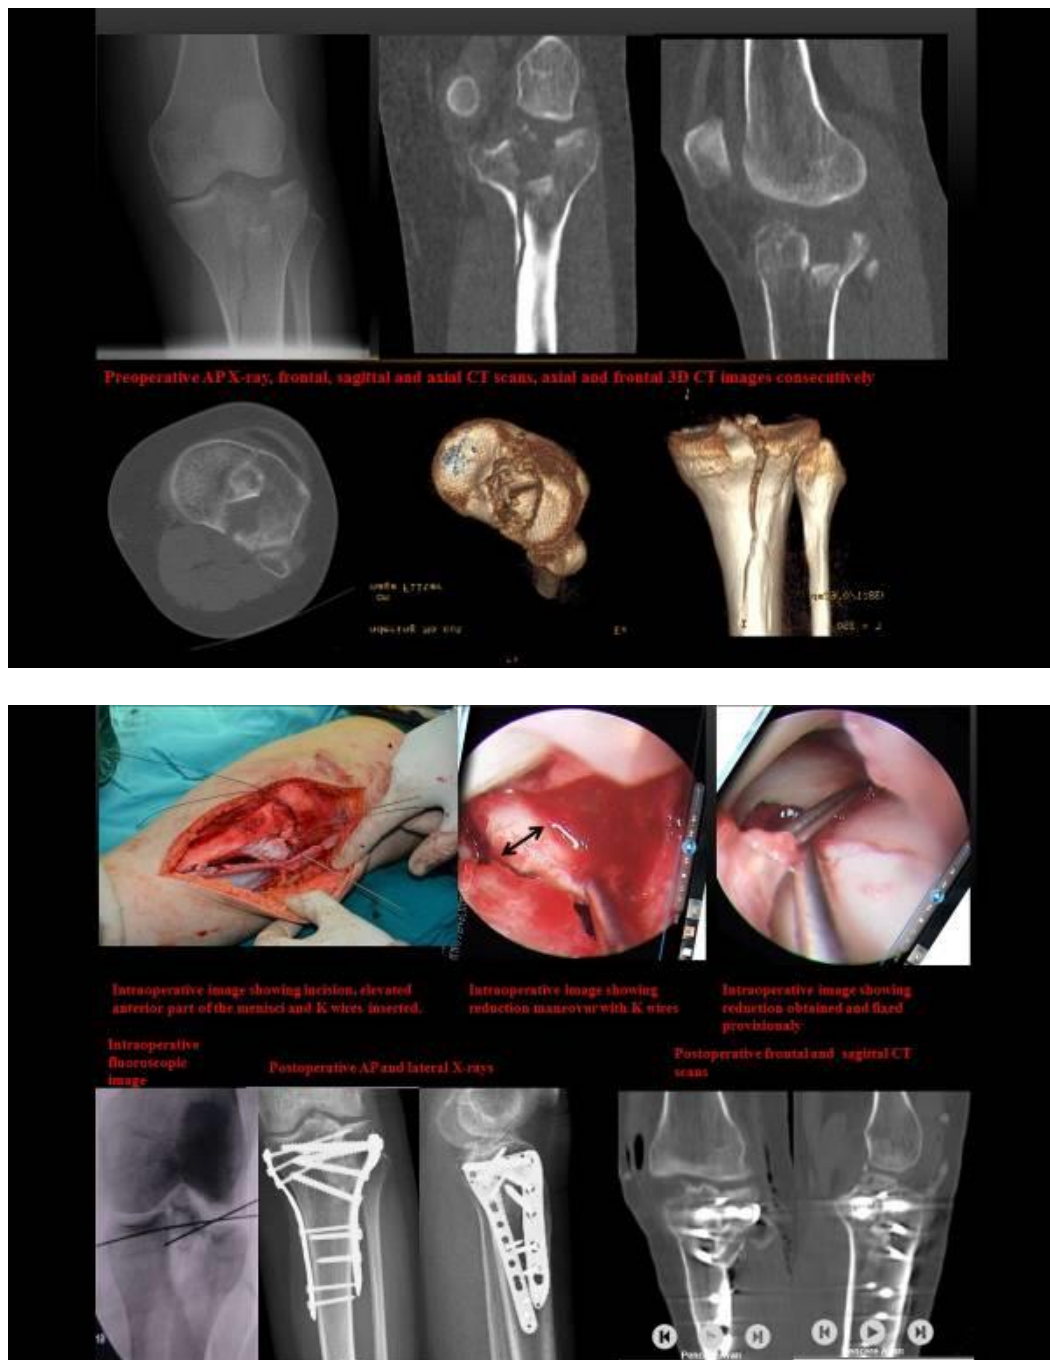 Preoperative AP X-ray, frontal, sagittal and axial CT scans, axial and frontal 3D CT images consecutively
Intraoperative image showing incision, elevated
anterior part of the menisci and K wires inserted.
Intraoperative image showing
reduction maneovur with K wires
Intraoperative image showing
reduction obtained and fixed
provisionaly
Intraoperative
fluoroscopic
image
Postoperative AP and lateral X-rays
Postoperative frontal and sagittal CT
scans